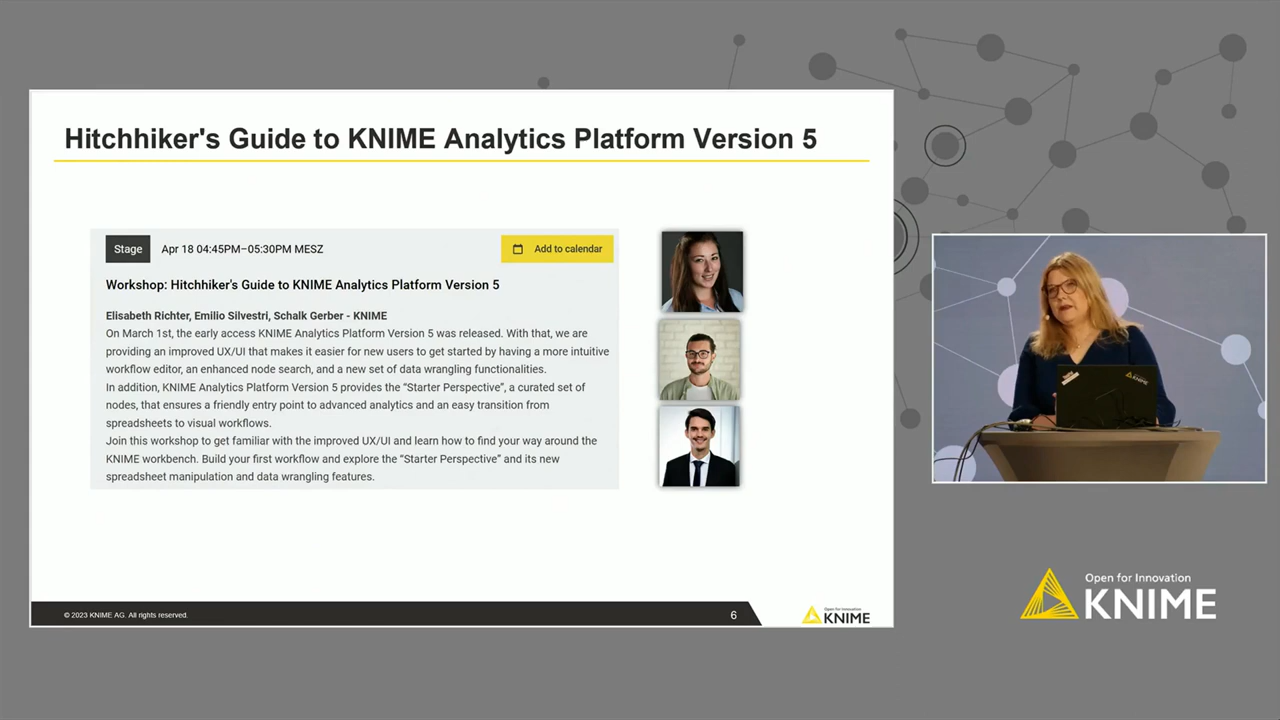 Hitchhiker's Guide to KNIME Analytics Platform Version 5
Stage
Apr 18 04:45PM–05:30PM MESZ
Add to calendar
Workshop: Hitchhiker's Guide to KNIME Analytics Platform Version 5
Elisabeth Richter, Emilio Silvestri, Schalk Gerber - KNIME
On March 1st, the early access KNIME Analytics Platform Version 5 was released. With that, we are
providing an improved UX/UI that makes it easier for new users to get started by having a more intuitive
workflow editor, an enhanced node search, and a new set of data wrangling functionalities.
In addition, KNIME Analytics Platform Version 5 provides the “Starter Perspective”, a curated set of
nodes, that ensures a friendly entry point to advanced analytics and an easy transition from
spreadsheets to visual workflows.
Join this workshop to get familiar with the improved UX/UI and learn how to find your way around the
KNIME workbench. Build your first workflow and explore the “Starter Perspective” and its new
spreadsheet manipulation and data wrangling features.
© 2023 KNIME AG. All rights reserved.
6
Open for Innovation
KNIME
Open for Innovation
KNIME